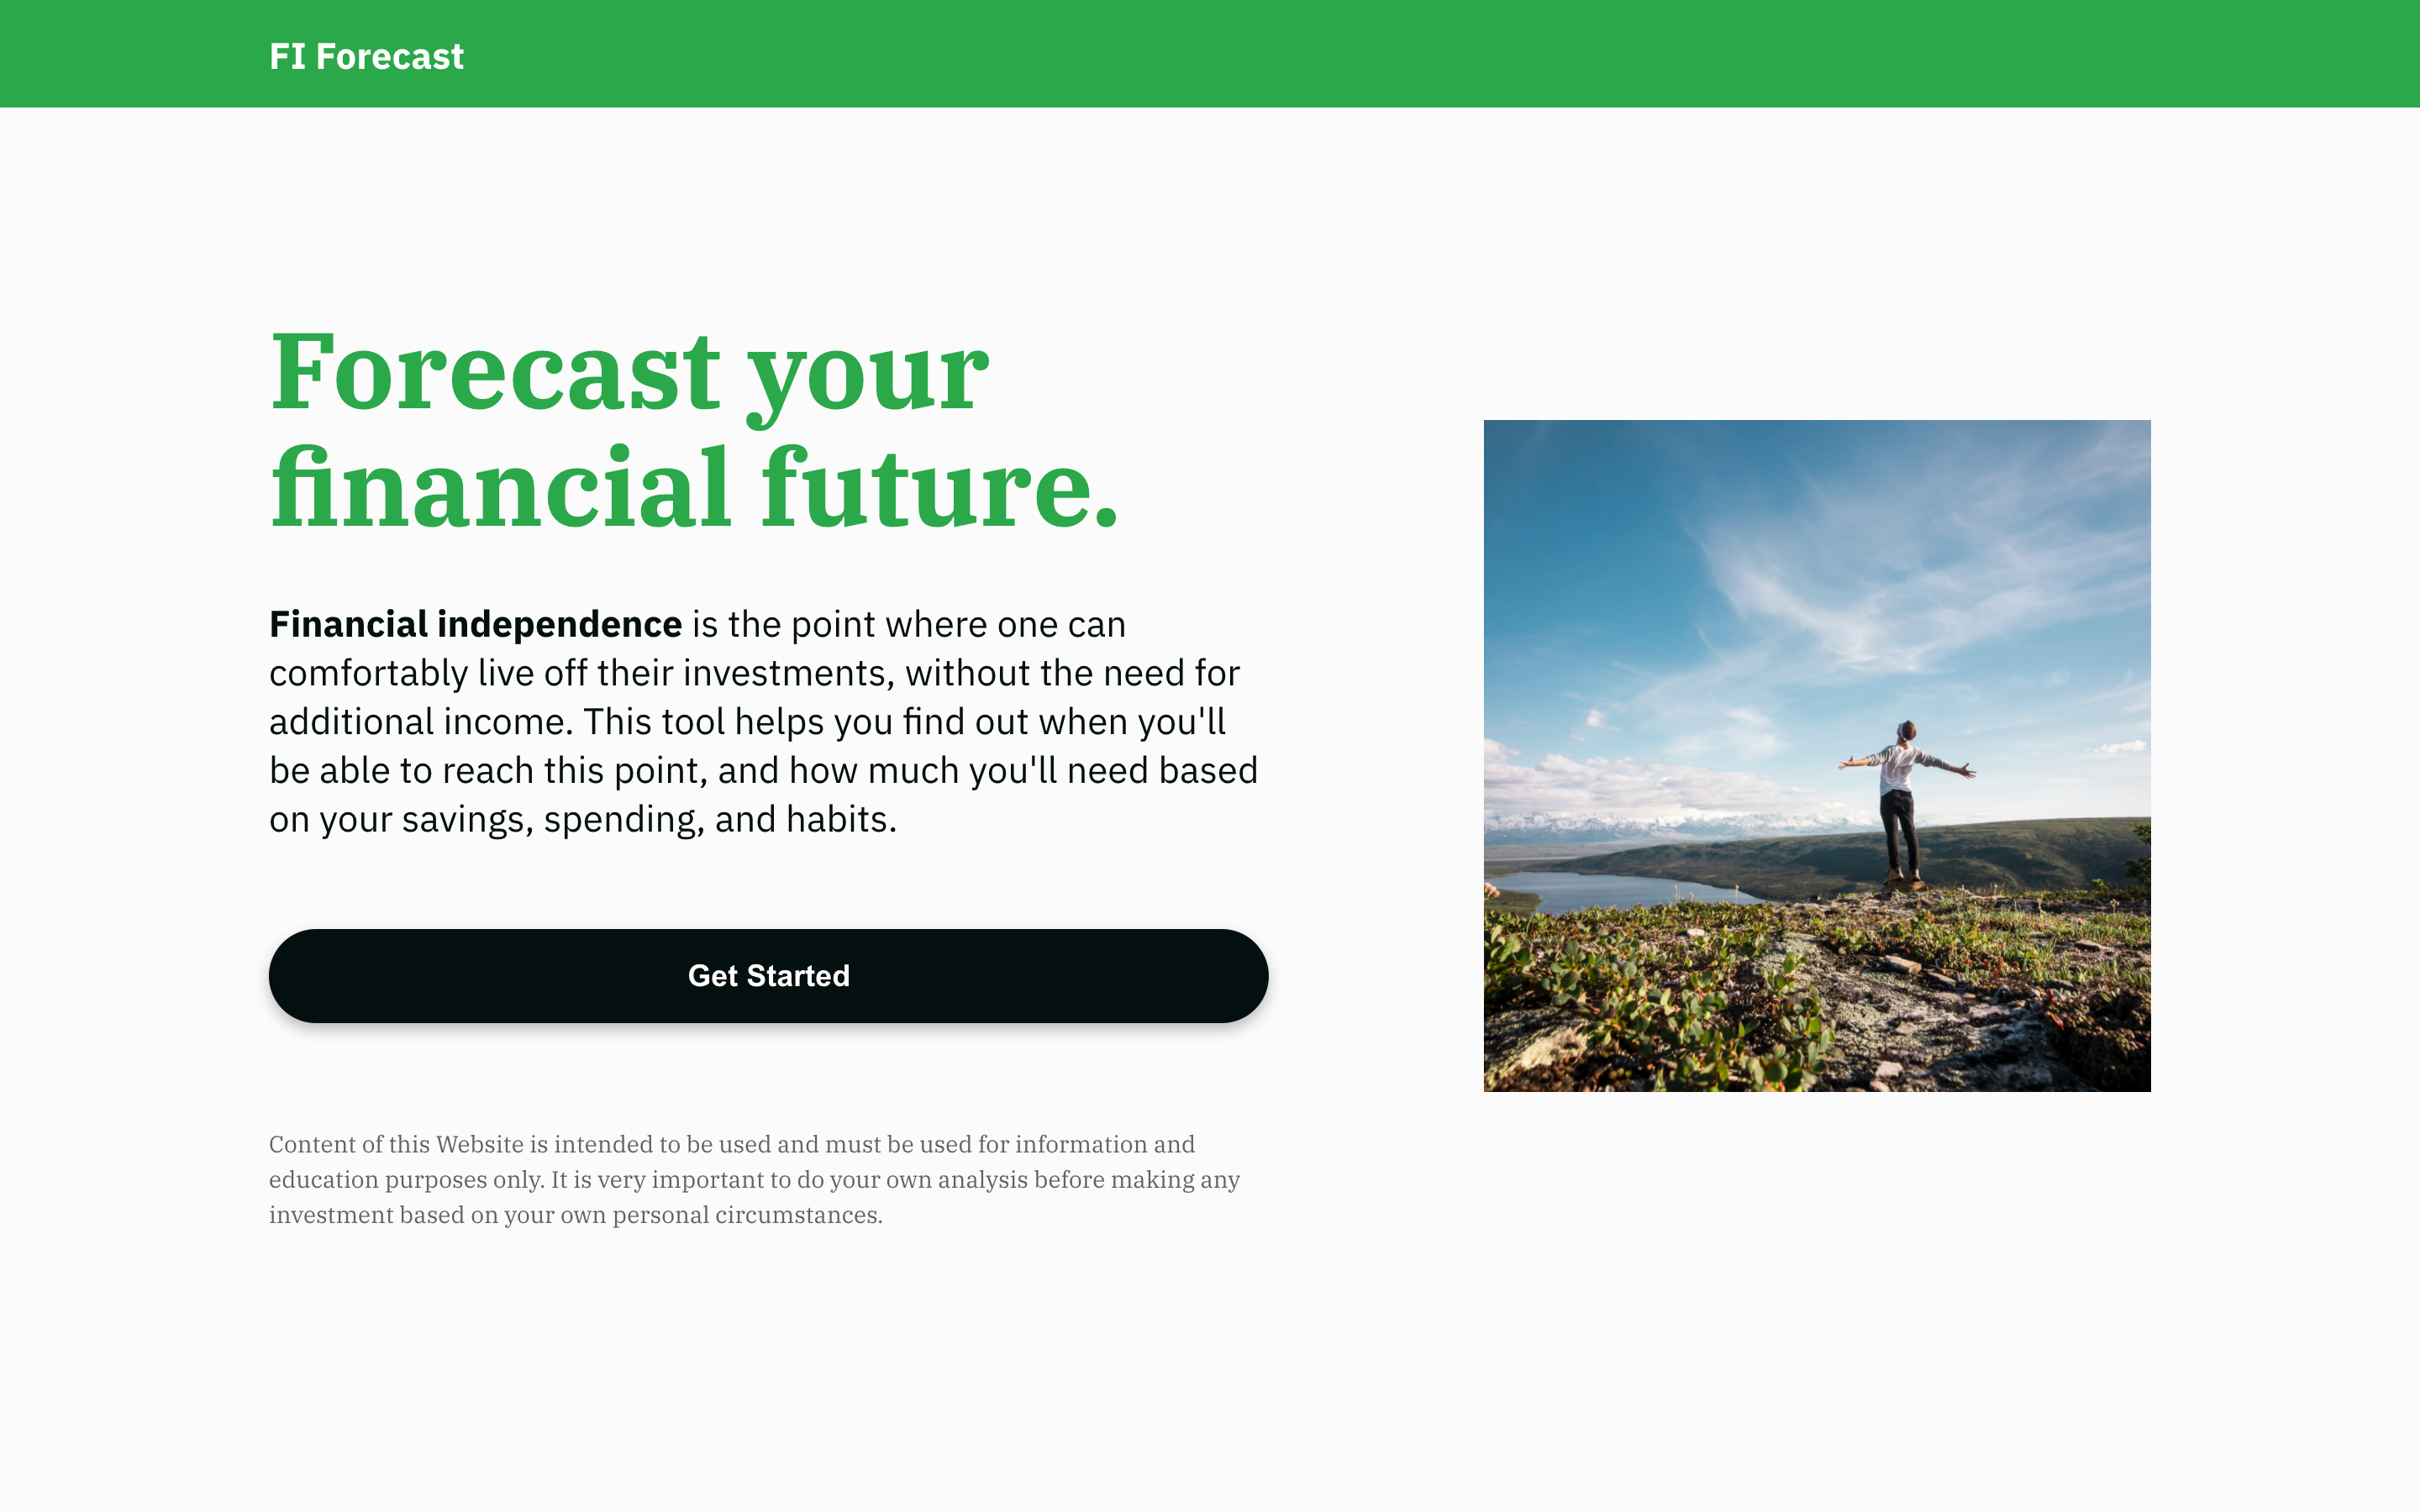 FI Forecast
Forecast your
financial future.
Financial independence is the point where one can
comfortably live off their investments, without the need for
additional income. This tool helps you find out when you'll
be able to reach this point, and how much you'll need based
on your savings, spending, and habits.
Get Started
Content of this Website is intended to be used and must be used for information and
education purposes only. It is very important to do your own analysis before making any
investment based on your own personal circumstances.